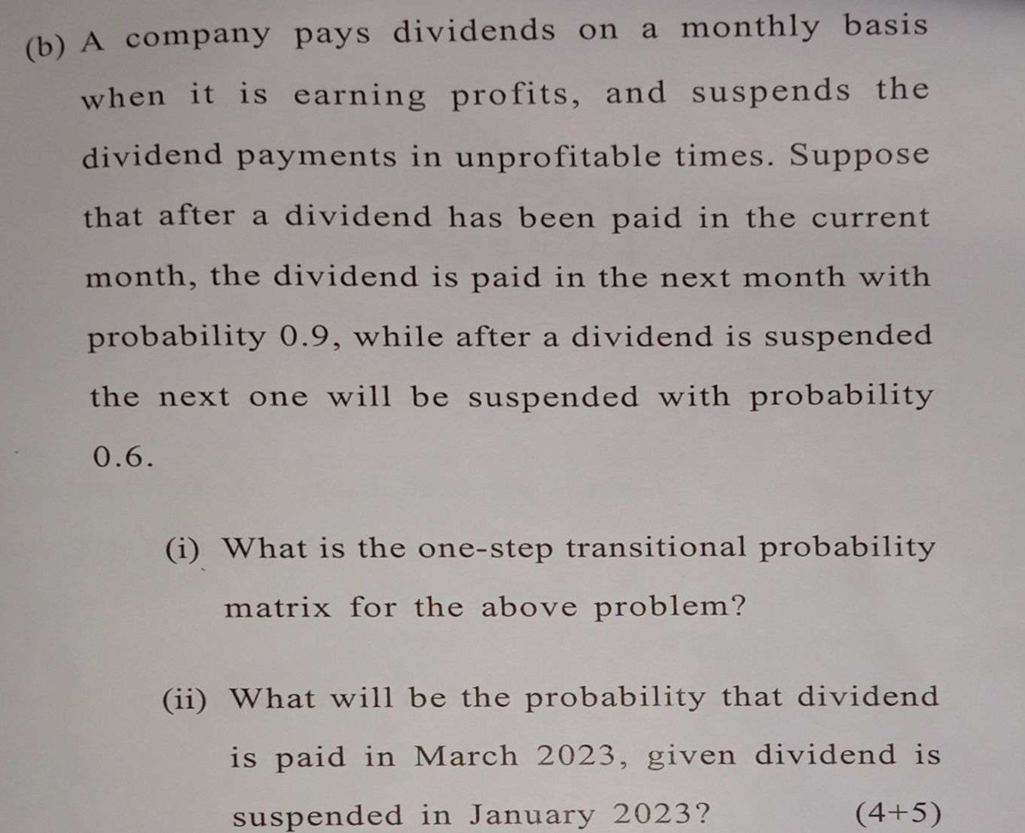 (b) A company pays dividends on a monthly basis
when it is earning profits, and suspends the
dividend payments in unprofitable times. Suppose
that after a dividend has been paid in the current
month, the dividend is paid in the next month with
probability 0.9, while after a dividend is suspended
the next one will be suspended with probability
0.6.
(i) What is the one-step transitional probability
matrix for the above problem?
(ii) What will be the probability that dividend
is paid in March 2023, given dividend is
suspended in January 2023? (4+5)